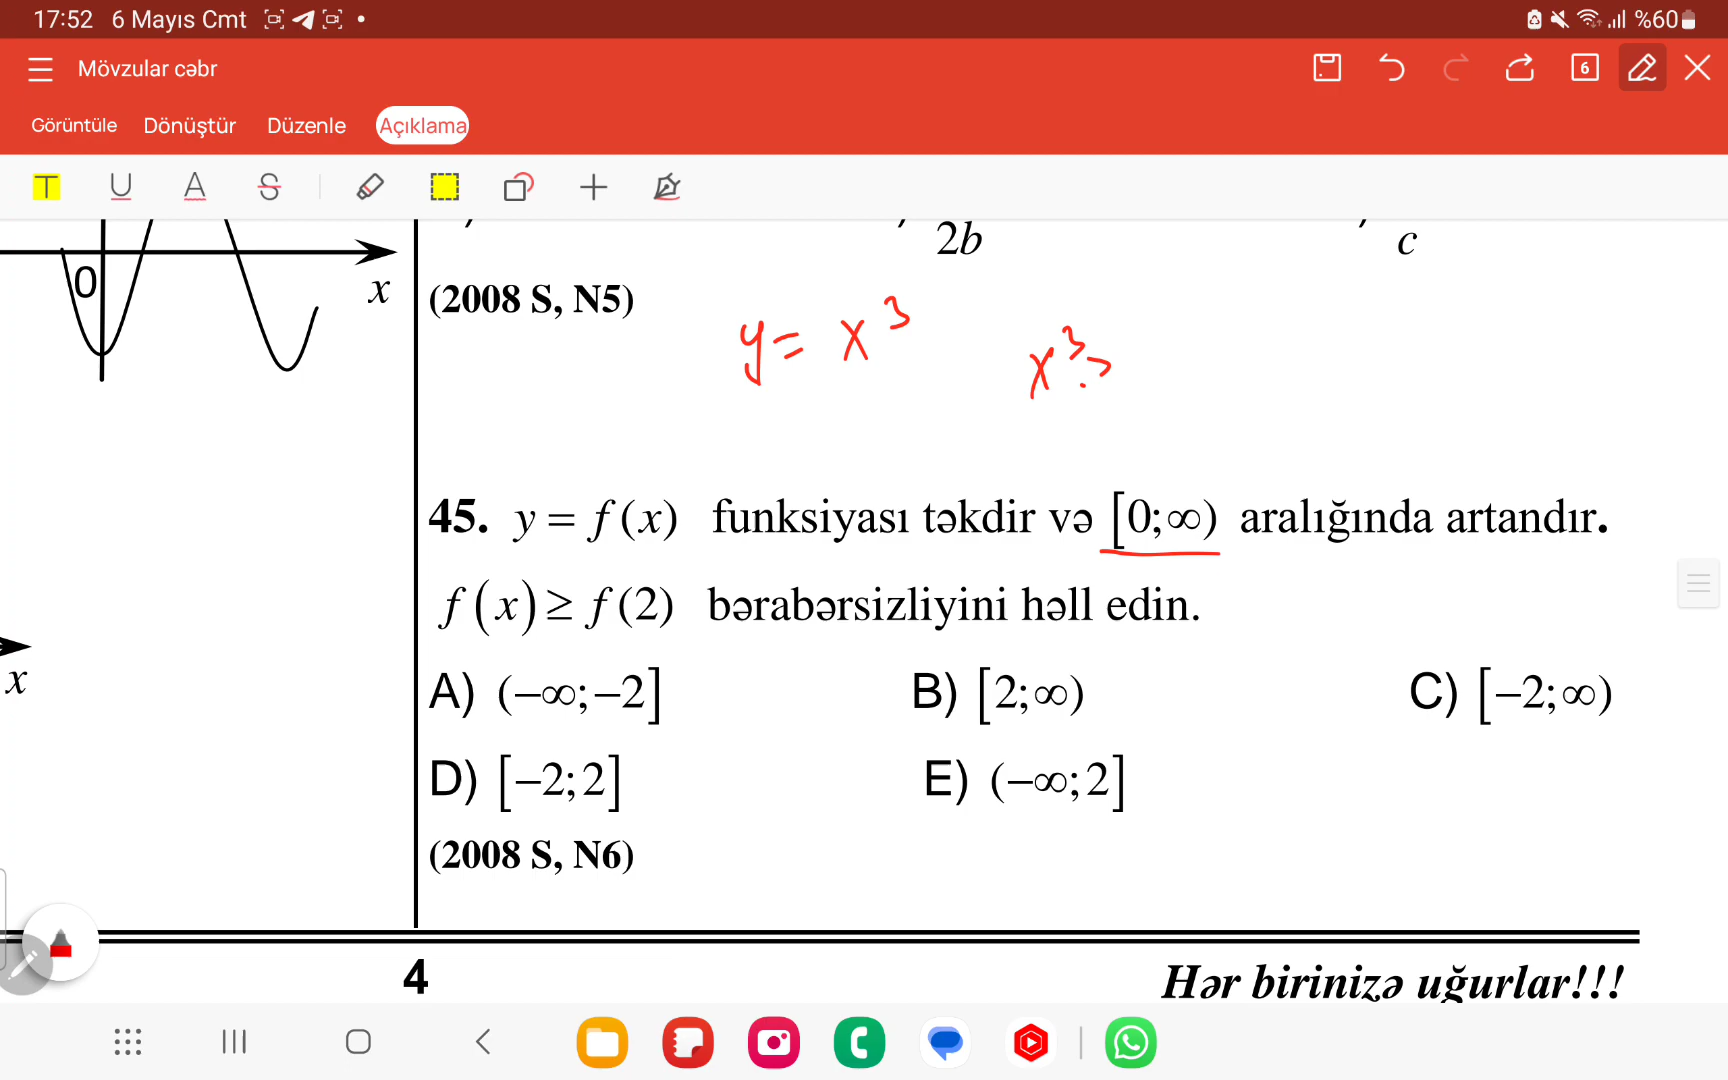 17:52 6 Mayıs Cmt %60
Mövzular cəbr 6
Görüntüle Dönüştür Düzenle Açıklama
T U A S
2b c
0 x
(2008 S, N5)
y = x³ x³≥
45. y = f(x) funksiyası təkdir və [0;∞) aralığında artandır.
f(x) ≥ f(2) bərabərsizliyini həll edin.
x
A) (−∞;−2] B) [2;∞) C) [−2;∞)
D) [−2;2] E) (−∞;2]
(2008 S, N6)
4 Hər birinizə uğurlar!!!